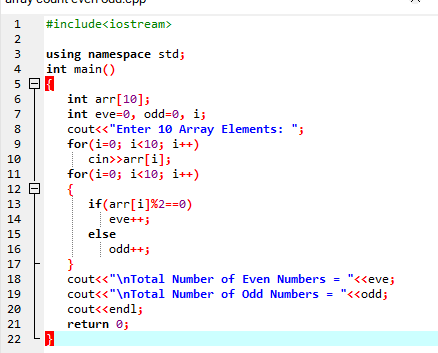 array count even odd.cpp
1 #include<iostream>
2
3 using namespace std;
4 int main()
5 {
6 int arr[10];
7 int eve=0, odd=0, i;
8 cout<<"Enter 10 Array Elements: ";
9 for(i=0; i<10; i++)
10 cin>>arr[i];
11 for(i=0; i<10; i++)
12 {
13 if(arr[i]%2==0)
14 eve++;
15 else
16 odd++;
17 }
18 cout<<"\nTotal Number of Even Numbers = "<<eve;
19 cout<<"\nTotal Number of Odd Numbers = "<<odd;
20 cout<<endl;
21 return 0;
22 }